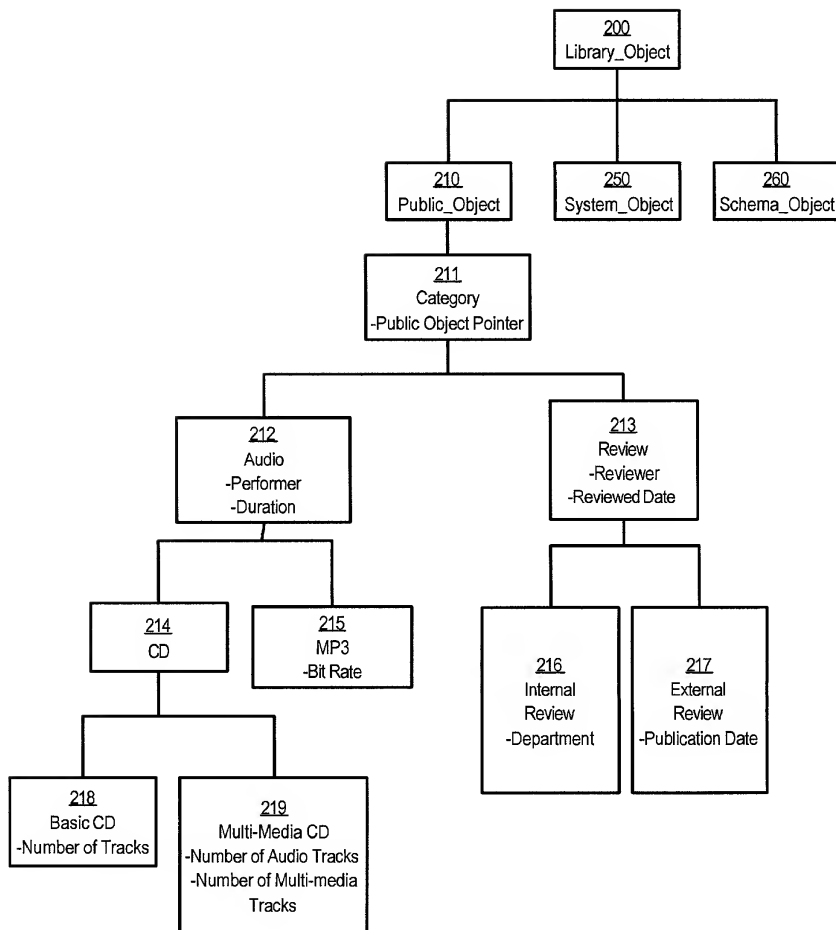 200
Library_Object
210
Public_Object
250
System_Object
260
Schema_Object
211
Category
-Public Object Pointer
212
Audio
-Performer
-Duration
213
Review
-Reviewer
-Reviewed Date
214
CD
215
MP3
-Bit Rate
216
Internal
Review
-Department
217
External
Review
-Publication Date
218
Basic CD
-Number of Tracks
219
Multi-Media CD
-Number of Audio Tracks
-Number of Multi-media
Tracks